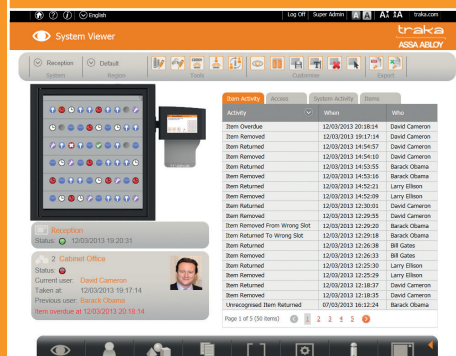 English
Log Off
Super Admin
A
A
A
A
traka.com
System Viewer
traka
ASSA ABLOY
Reception
Default
System
Region
Tools
Customise
Export
Item Activity
Access
System Activity
Items
Activity When Who
Item Overdue 12/03/2013 20:18:14 David Cameron
Item Removed 12/03/2013 19:17:14 David Cameron
Item Returned 12/03/2013 14:54:57 David Cameron
Item Removed 12/03/2013 14:54:10 David Cameron
Item Returned 12/03/2013 14:53:55 Barack Obama
Item Removed 12/03/2013 14:53:16 Barack Obama
Item Returned 12/03/2013 14:52:21 Larry Ellison
Item Removed 12/03/2013 14:52:09 Larry Ellison
Item Returned 12/03/2013 12:30:01 David Cameron
Item Removed 12/03/2013 12:29:55 David Cameron
Item Removed From Wrong Slot 12/03/2013 12:29:20 Barack Obama
Item Returned To Wrong Slot 12/03/2013 12:29:18 Barack Obama
Item Returned 12/03/2013 12:26:38 Bill Gates
Item Removed 12/03/2013 12:26:33 Bill Gates
Item Returned 12/03/2013 12:25:30 Larry Ellison
Item Removed 12/03/2013 12:25:29 Larry Ellison
Item Returned 12/03/2013 12:18:37 David Cameron
Item Removed 12/03/2013 12:18:35 David Cameron
Unrecognised Item Returned 07/03/2013 16:12:24 Barack Obama
Page 1 of 5 (50 items) 1 2 3 4 5
Reception
Status: 12/03/2013 19:20:31
2 Cabinet Office
Status:
Current user: David Cameron
Taken at: 12/03/2013 19:17:14
Previous user: Barack Obama
Item overdue at 12/03/2013 20:16:14